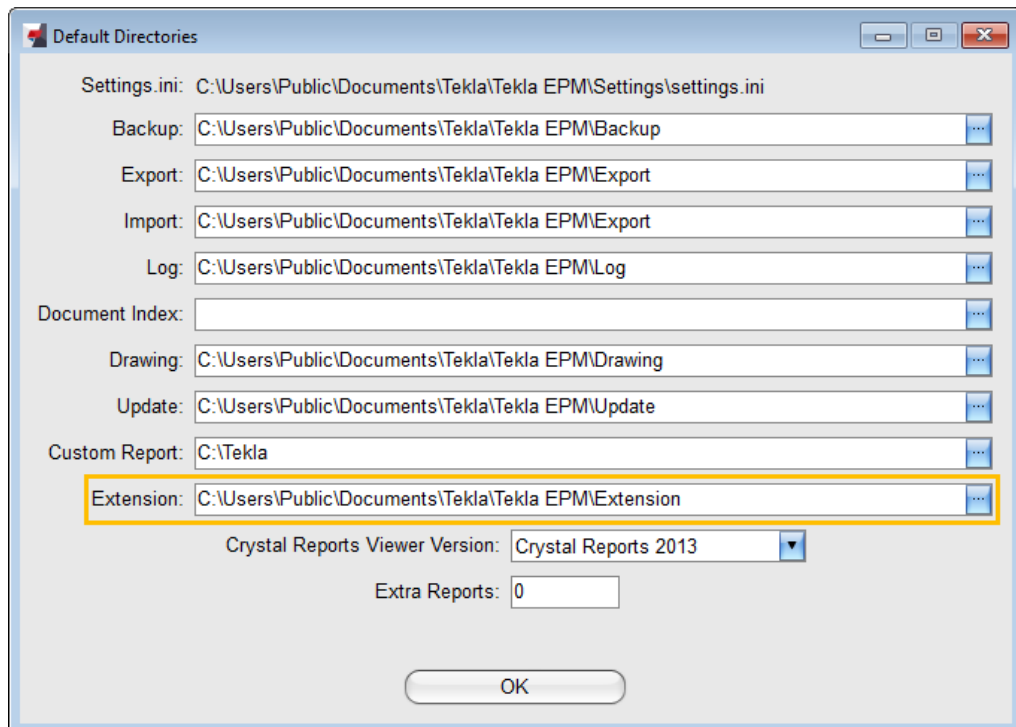 Default Directories
Settings.ini: C:\Users\Public\Documents\Tekla\Tekla EPM\Settings\settings.ini
Backup: C:\Users\Public\Documents\Tekla\Tekla EPM\Backup ...
Export: C:\Users\Public\Documents\Tekla\Tekla EPM\Export ...
Import: C:\Users\Public\Documents\Tekla\Tekla EPM\Export ...
Log: C:\Users\Public\Documents\Tekla\Tekla EPM\Log ...
Document Index: ...
Drawing: C:\Users\Public\Documents\Tekla\Tekla EPM\Drawing ...
Update: C:\Users\Public\Documents\Tekla\Tekla EPM\Update ...
Custom Report: C:\Tekla ...
Extension: C:\Users\Public\Documents\Tekla\Tekla EPM\Extension ...
Crystal Reports Viewer Version: Crystal Reports 2013
Extra Reports: 0
OK